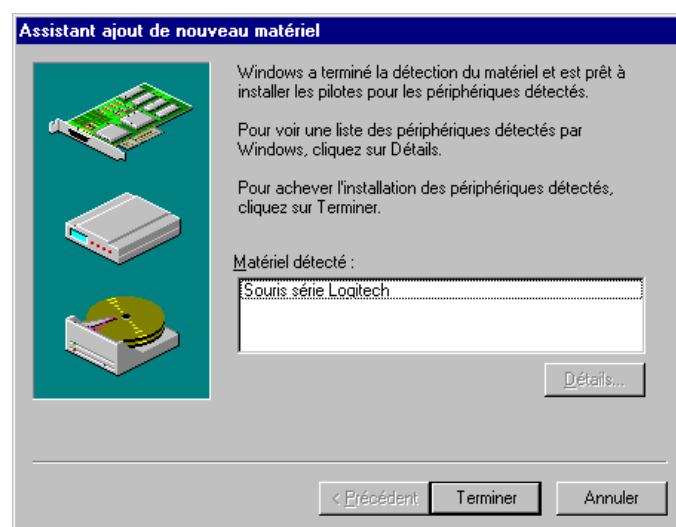 Assistant ajout de nouveau matériel
Windows a terminé la détection du matériel et est prêt à
installer les pilotes pour les périphériques détectés.
Pour voir une liste des périphériques détectés par
Windows, cliquez sur Détails.
Pour achever l'installation des périphériques détectés,
cliquez sur Terminer.
Matériel détecté :
Souris série Logitech
Détails...
< Précédent Terminer Annuler